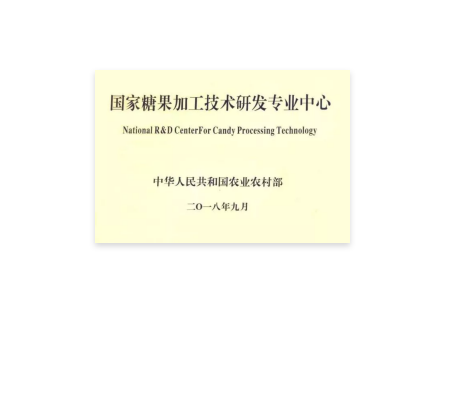 国家糖果加工技术研发专业中心
National R&D CenterFor Candy Processing Technology
中华人民共和国农业农村部
二〇一八年九月